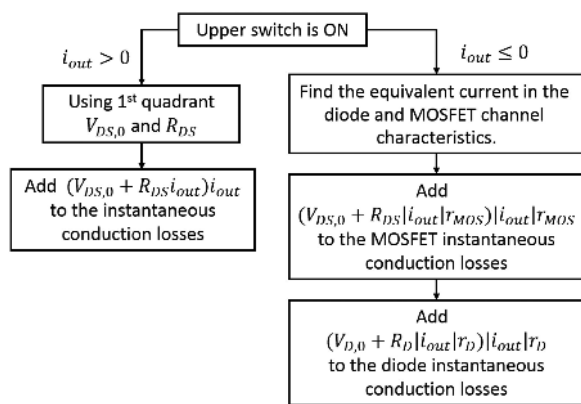 Upper switch is ON
i_out > 0
i_out ≤ 0
Using 1st quadrant
V_DS,0 and R_DS
Add (V_DS,0 + R_DS i_out)i_out
to the instantaneous
conduction losses
Find the equivalent current in the
diode and MOSFET channel
characteristics.
Add
(V_DS,0 + R_DS|i_out|r_MOS)|i_out|r_MOS
to the MOSFET instantaneous
conduction losses
Add
(V_D,0 + R_D|i_out|r_D)|i_out|r_D
to the diode instantaneous
conduction losses